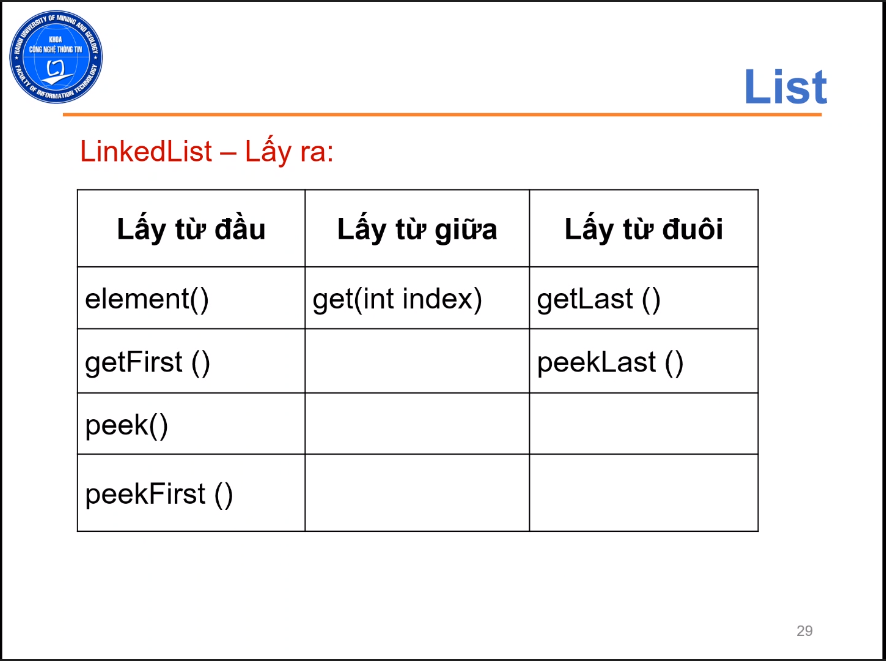 HANOI UNIVERSITY OF MINING AND GEOLOGY
KHOA
CÔNG NGHỆ THÔNG TIN
FACULTY OF INFORMATION TECHNOLOGY
List
LinkedList – Lấy ra:
Lấy từ đầu Lấy từ giữa Lấy từ đuôi
element() get(int index) getLast ()
getFirst () peekLast ()
peek()
peekFirst ()
29